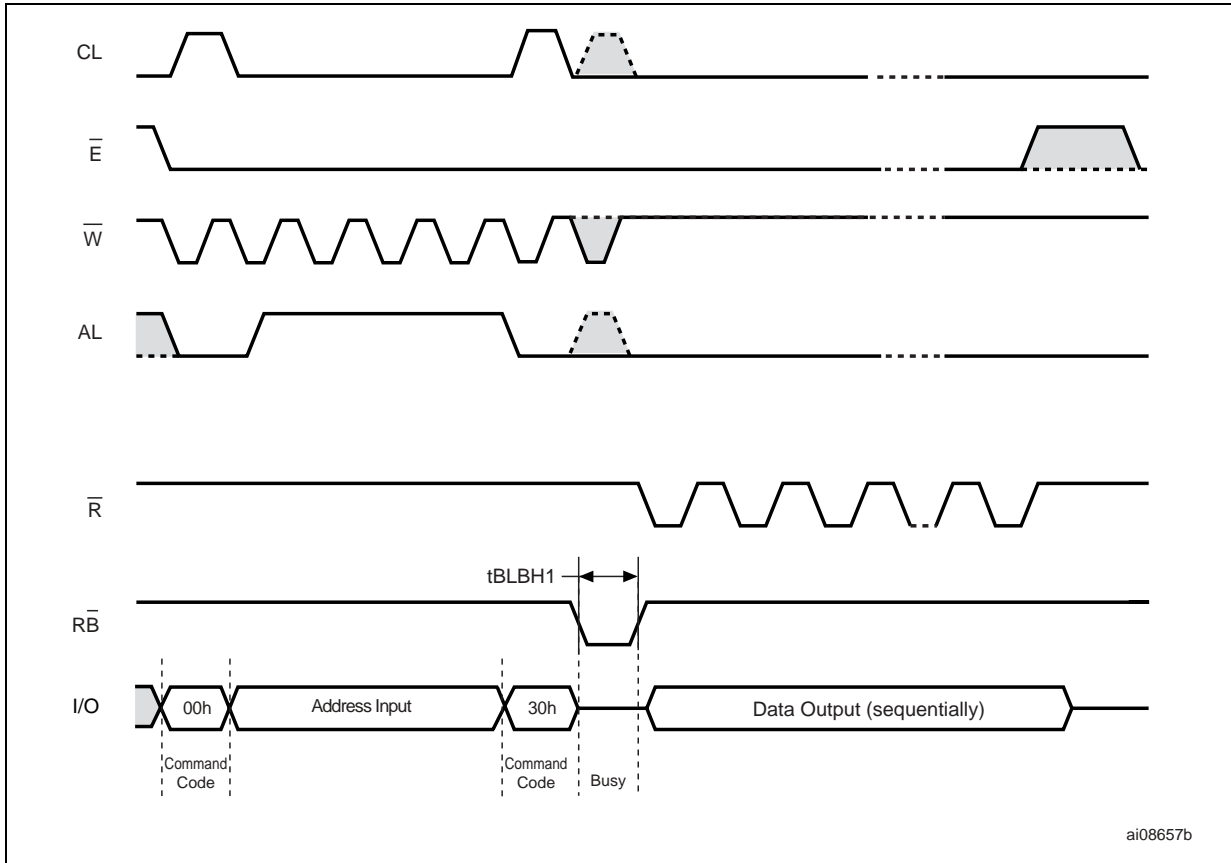 CL
E̅
W̅
AL
R̅
tBLBH1
RB̅
I/O
00h
Address Input
30h
Data Output (sequentially)
Command
Code
Command
Code
Busy
ai08657b